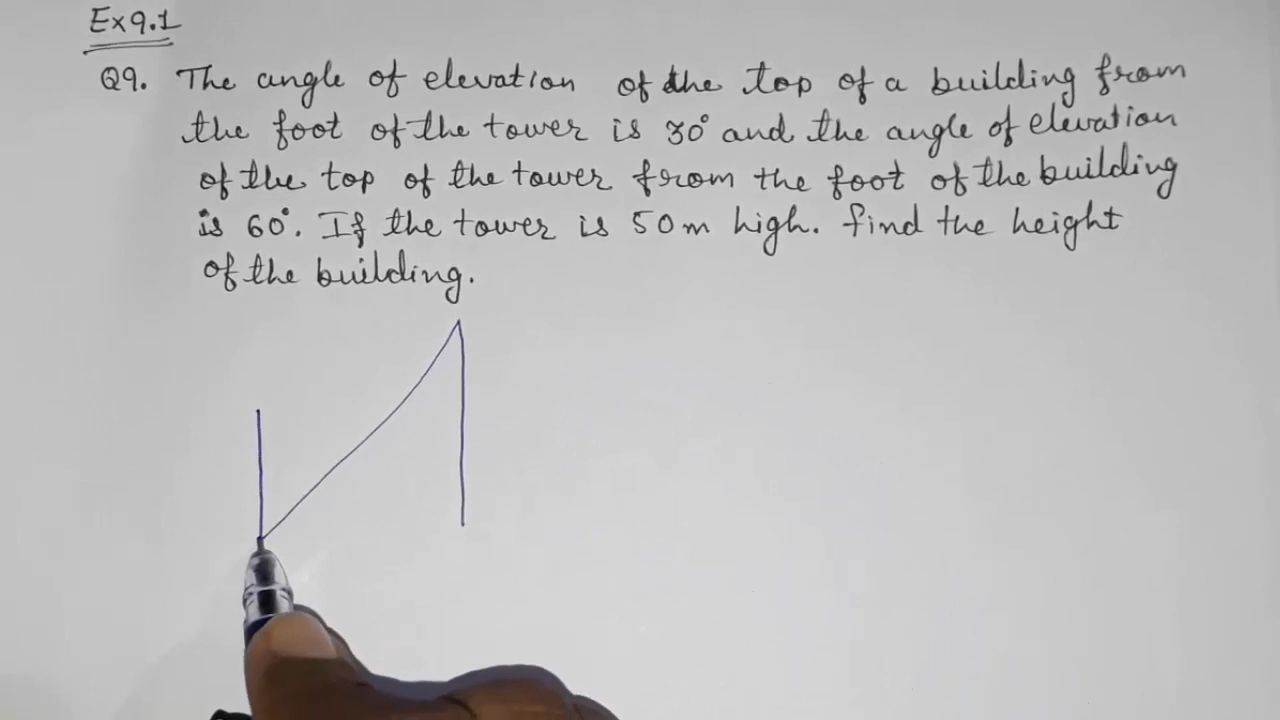 Ex 9.1
Q9. The angle of elevation of the top of a building from
the foot of the tower is 30° and the angle of elevation
of the top of the tower from the foot of the building
is 60°. If the tower is 50m high. find the height
of the building.